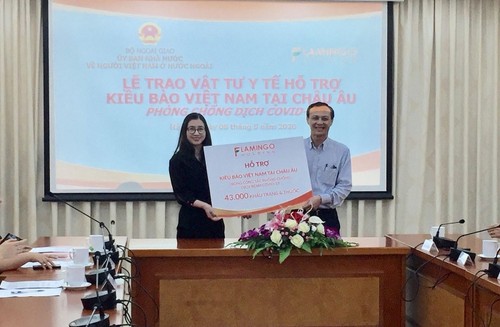 BỘ NGOẠI GIAO
ỦY BAN NHÀ NƯỚC
VỀ NGƯỜI VIỆT NAM Ở NƯỚC NGOÀI
FLAMINGO
LỄ TRAO VẬT TƯ Y TẾ HỖ TRỢ
KIỀU BÀO VIỆT NAM TẠI CHÂU ÂU
PHÒNG CHỐNG DỊCH COVID
FLAMINGO
HỖ TRỢ
KIỀU BÀO VIỆT NAM TẠI CHÂU ÂU
43.000 KHẨU TRANG